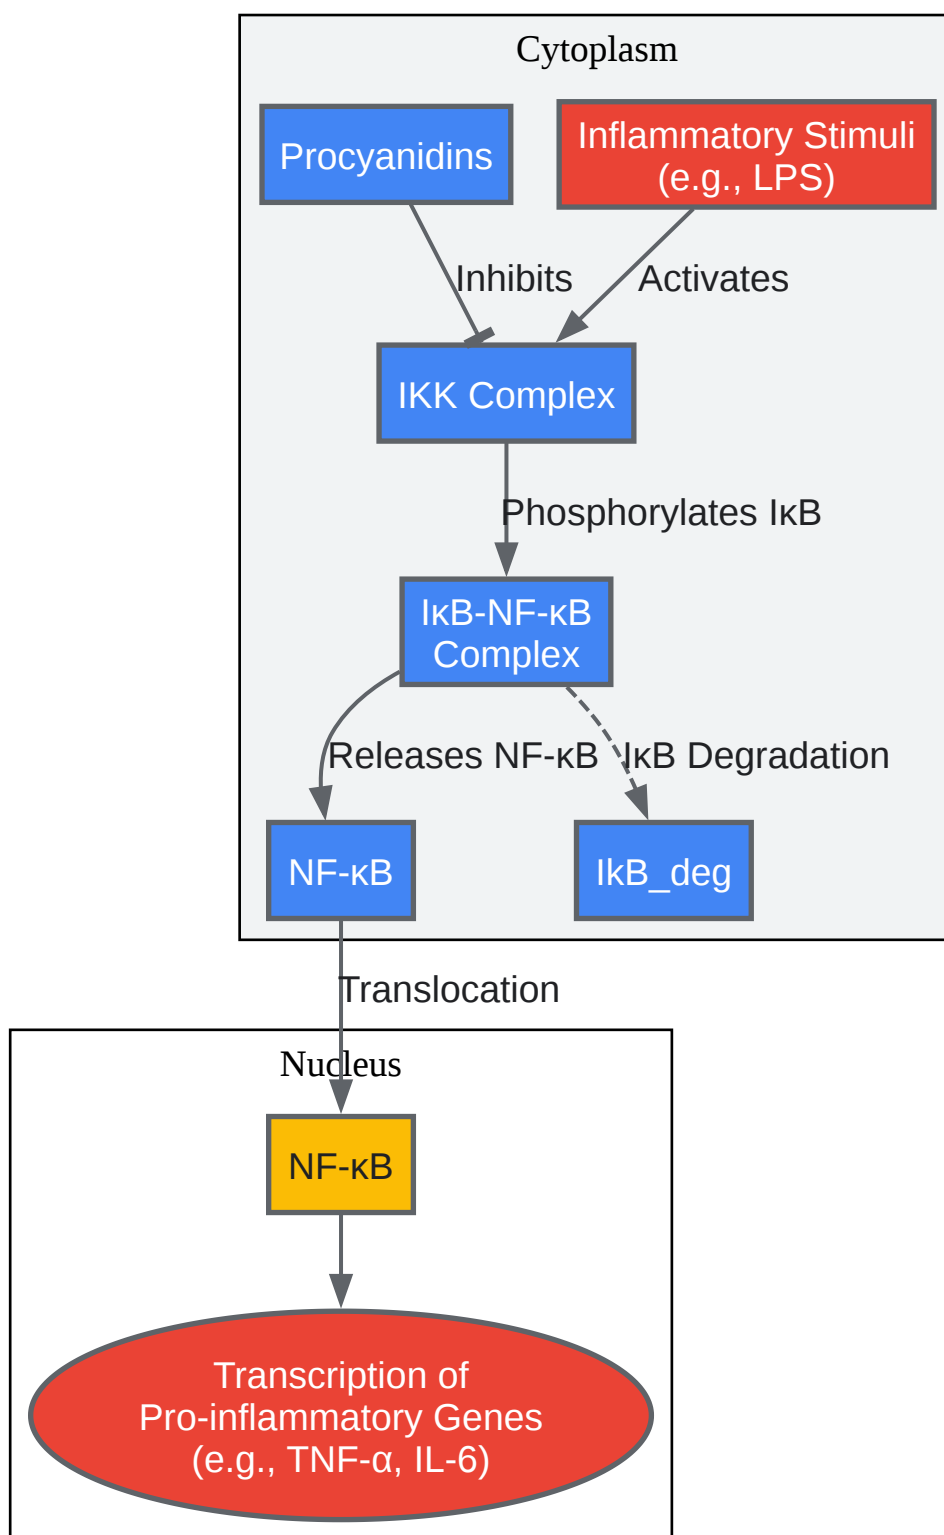 Cytoplasm
Procyanidins
Inflammatory Stimuli
(e.g., LPS)
Inhibits
Activates
IKK Complex
Phosphorylates IκB
IκB-NF-κB
Complex
Releases NF-κB
IκB Degradation
NF-κB
IkB_deg
Translocation
Nucleus
NF-κB
Transcription of
Pro-inflammatory Genes
(e.g., TNF-α, IL-6)